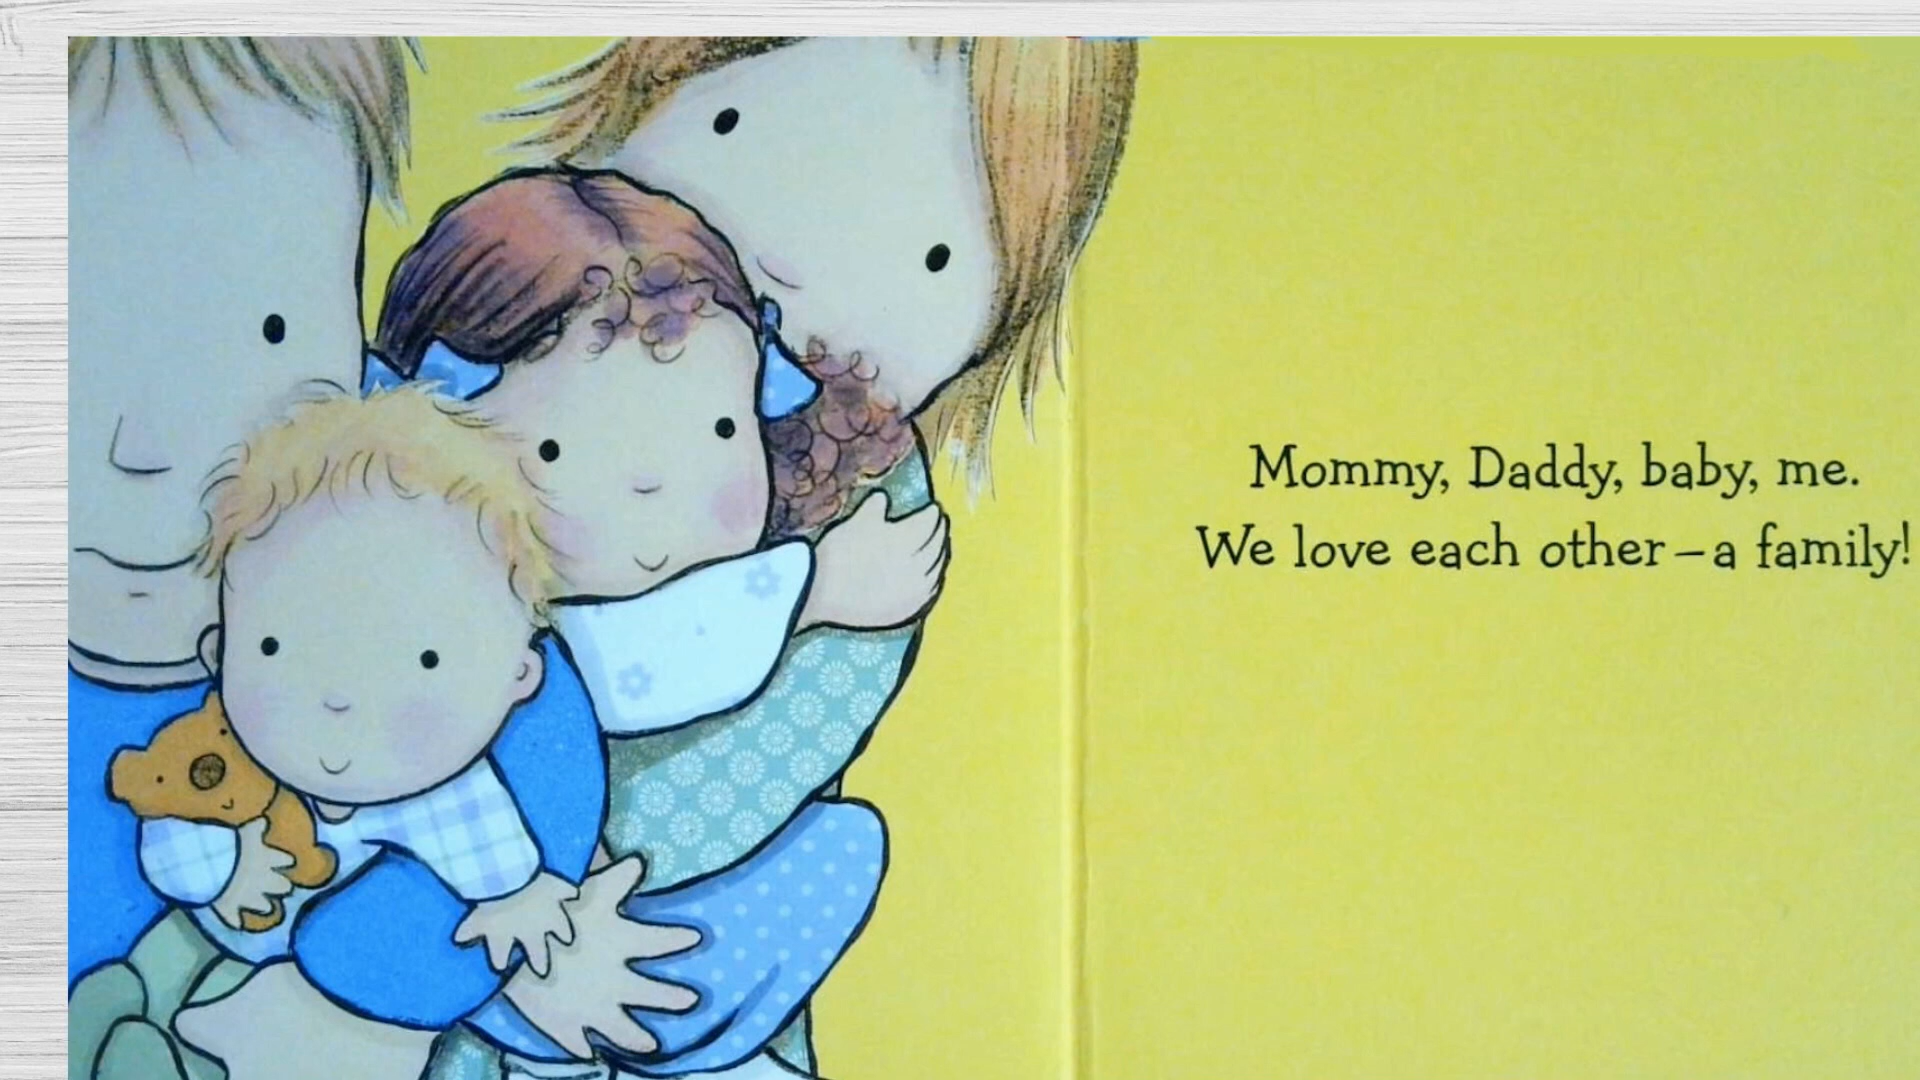 Mommy, Daddy, baby, me.
We love each other – a family!